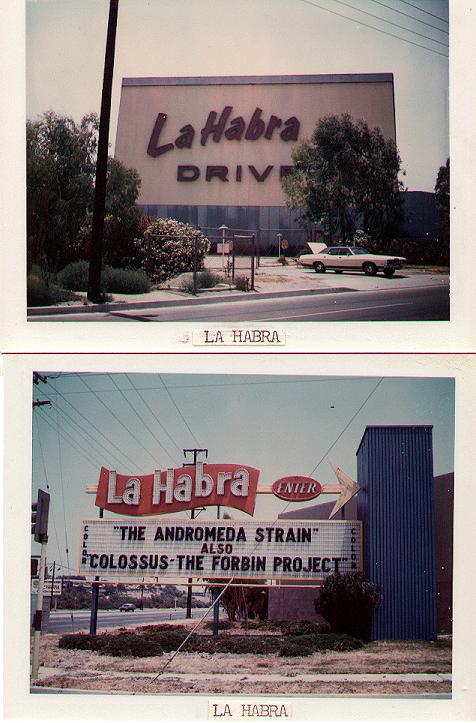 La Habra
DRIVE
LA HABRA
La Habra
ENTER
COLOR
"THE ANDROMEDA STRAIN"
ALSO
"COLOSSUS-THE FORBIN PROJECT"
COLOR
LA HABRA